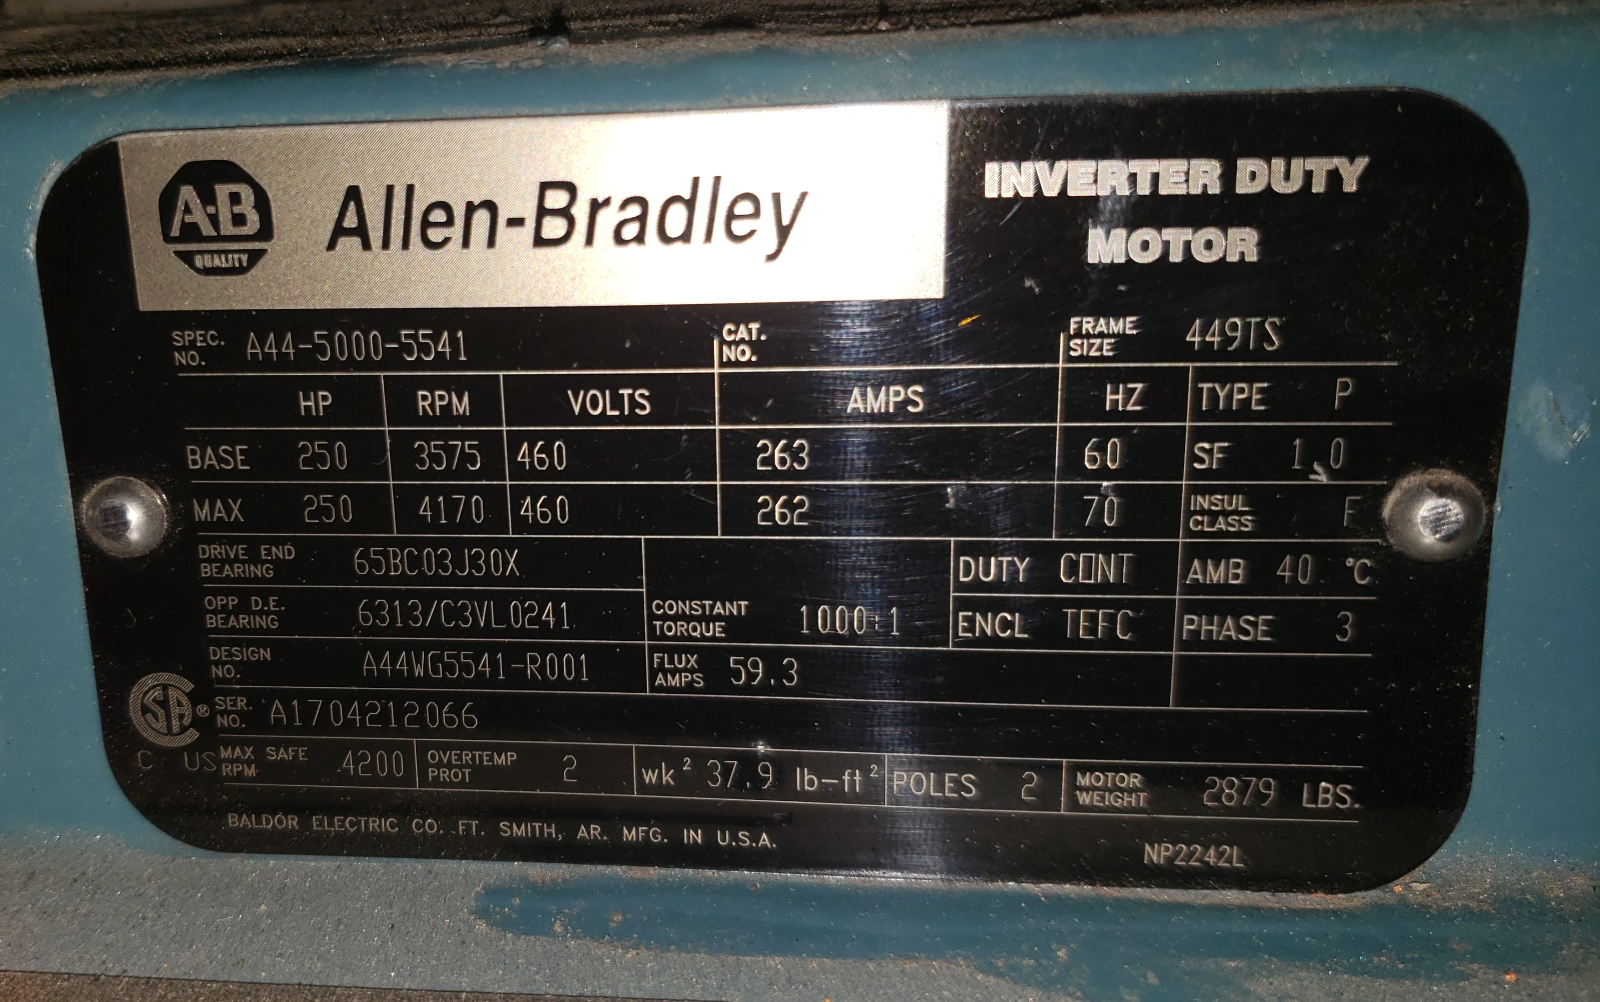 A-B
QUALITY
Allen-Bradley
INVERTER DUTY
MOTOR
SPEC. NO. A44-5000-5541 CAT. NO. FRAME SIZE 449TS
HP RPM VOLTS AMPS HZ TYPE P
BASE 250 3575 460 263 60 SF 1.0
MAX 250 4170 460 262 70 INSUL CLASS F
DRIVE END BEARING 65BC03J30X DUTY CONT AMB 40 °C
OPP D.E. BEARING 6313/C3VL0241 CONSTANT TORQUE 1000:1 ENCL TEFC PHASE 3
DESIGN NO. A44WG5541-R001 FLUX AMPS 59.3
SA ® SER. NO. A1704212066
C US MAX SAFE RPM 4200 OVERTEMP PROT 2 wk² 37.9 lb-ft² POLES 2 MOTOR WEIGHT 2879 LBS.
BALDOR ELECTRIC CO. FT. SMITH, AR. MFG. IN U.S.A. NP2242L